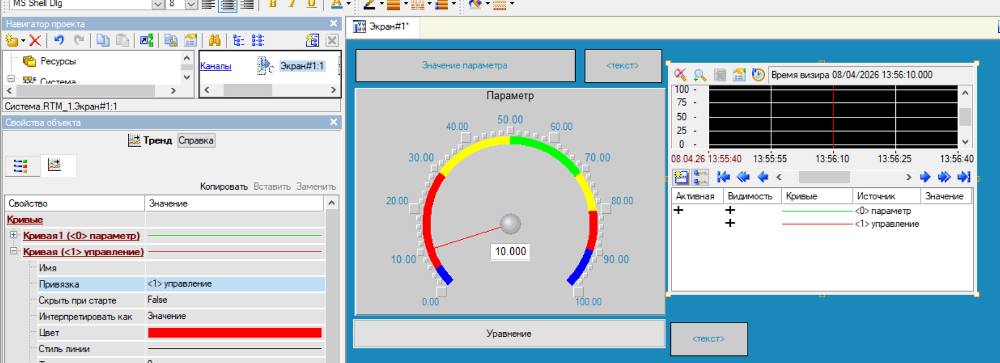 MS Shell Dlg
8
B I U A
Навигатор проекта
Ресурсы
Система
Каналы
Экран#1:1
Система.RTM_1.Экран#1:1
Свойства объекта
Тренд Справка
Копировать Вставить Заменить
Свойство Значение
Кривые
Кривая1 (<0> параметр)
Кривая (<1> управление)
Имя
Привязка <1> управление
Скрыть при старте False
Интерпретировать как Значение
Цвет
Стиль линии
Экран#1*
Значение параметра
<текст>
Параметр
50.00
40.00 60.00
30.00 70.00
20.00 80.00
10.000
10.00 90.00
0.00 100.00
Уравнение
Время визира 08/04/2026 13:56:10.000
100
75
50
25
0
08.04.26 13:55:40 13:55:55 13:56:10 13:56:25 13:56:40
Активная Видимость Кривые Источник Значение
<0> параметр
<1> управление
<текст>